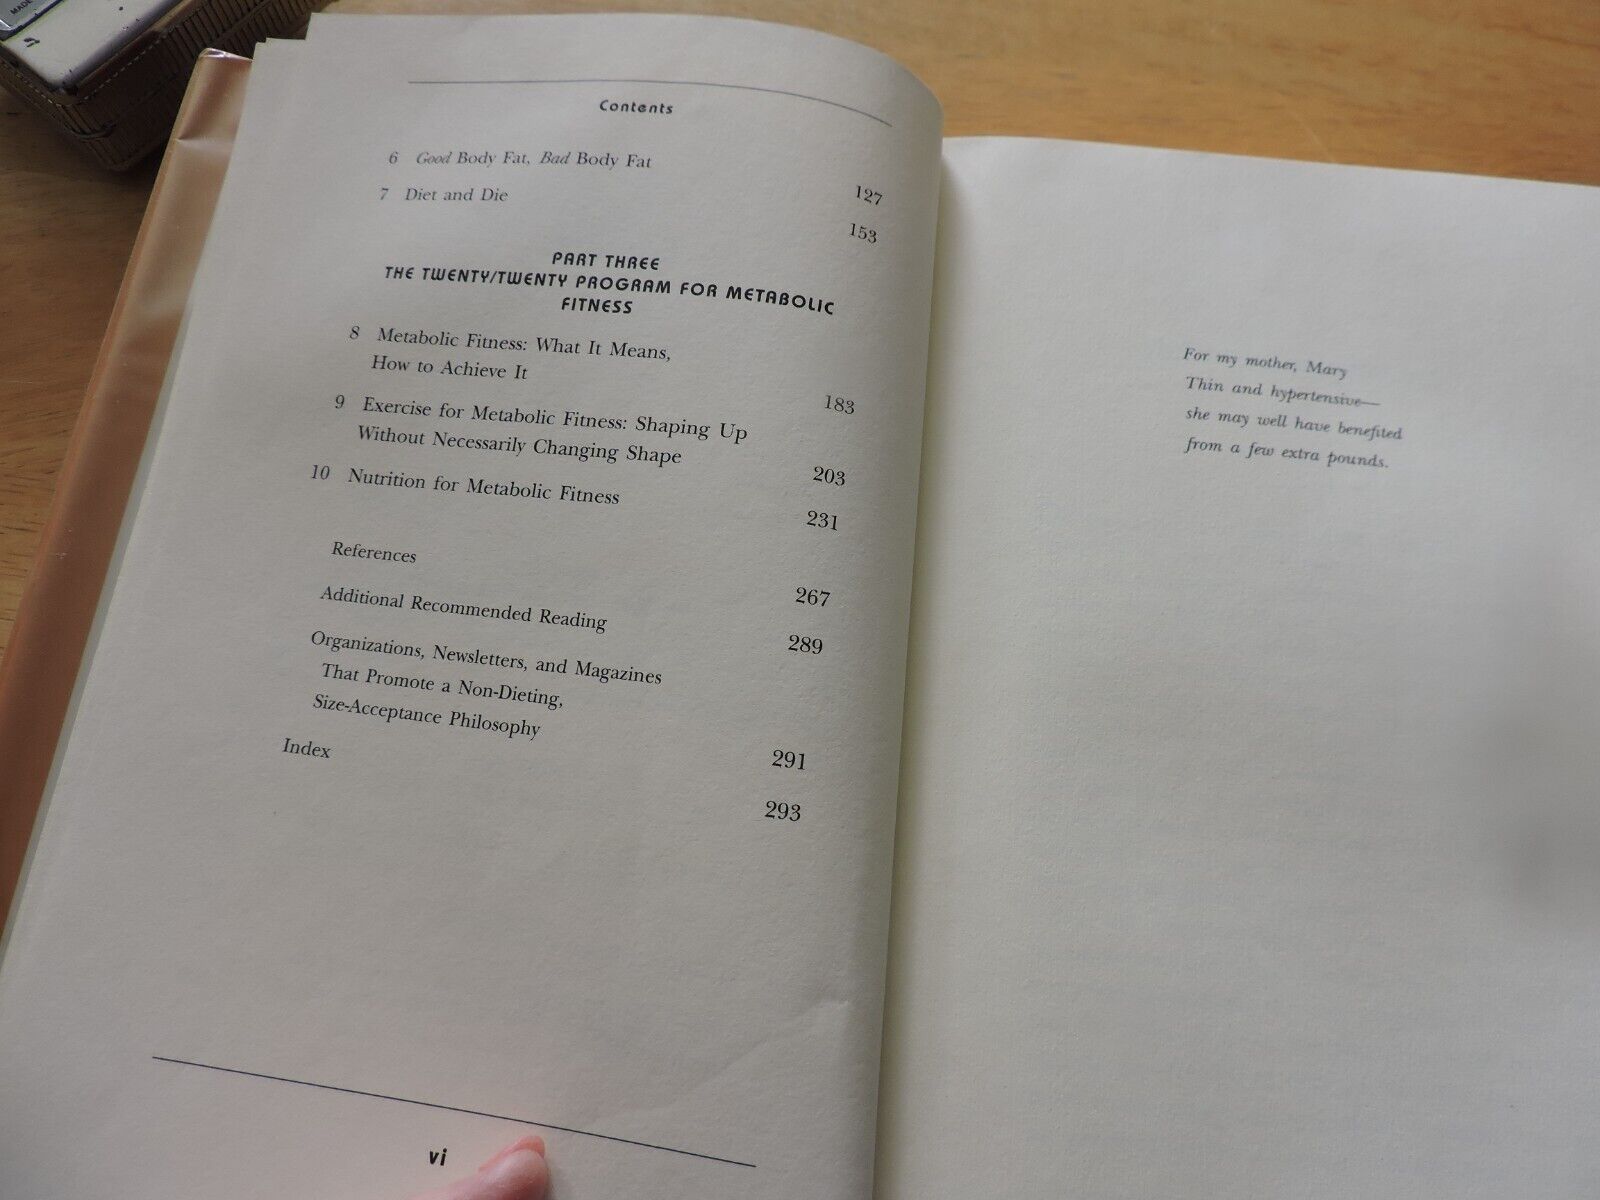 MADE
Contents
6 Good Body Fat, Bad Body Fat 127
7 Diet and Die 153
PART THREE
THE TWENTY/TWENTY PROGRAM FOR METABOLIC
FITNESS
8 Metabolic Fitness: What It Means,
How to Achieve It 183
9 Exercise for Metabolic Fitness: Shaping Up
Without Necessarily Changing Shape 203
10 Nutrition for Metabolic Fitness 231
References 267
Additional Recommended Reading 289
Organizations, Newsletters, and Magazines
That Promote a Non-Dieting,
Size-Acceptance Philosophy 291
Index 293
vi
For my mother, Mary
Thin and hypertensive—
she may well have benefited
from a few extra pounds.